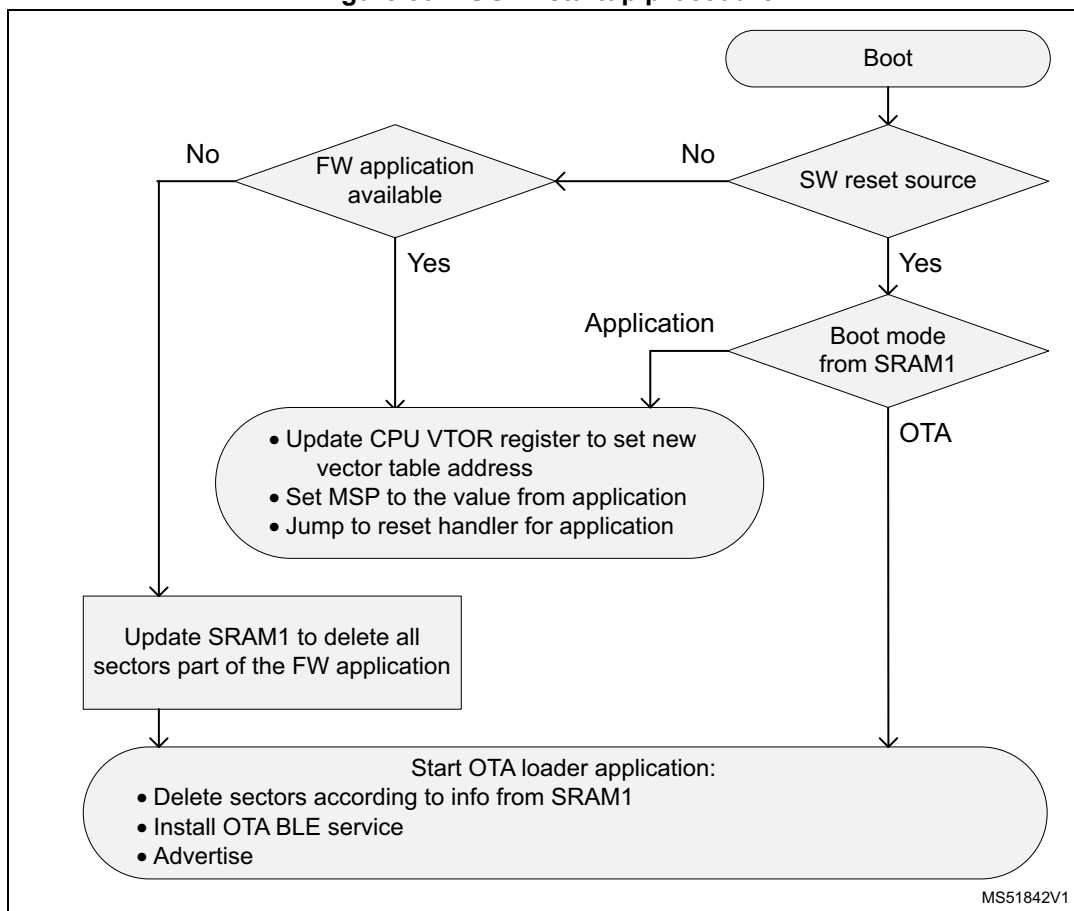 Boot
SW reset source
No
FW application
available
No
Yes
Yes
Application
Boot mode
from SRAM1
OTA
• Update CPU VTOR register to set new
vector table address
• Set MSP to the value from application
• Jump to reset handler for application
Update SRAM1 to delete all
sectors part of the FW application
Start OTA loader application:
• Delete sectors according to info from SRAM1
• Install OTA BLE service
• Advertise
MS51842V1